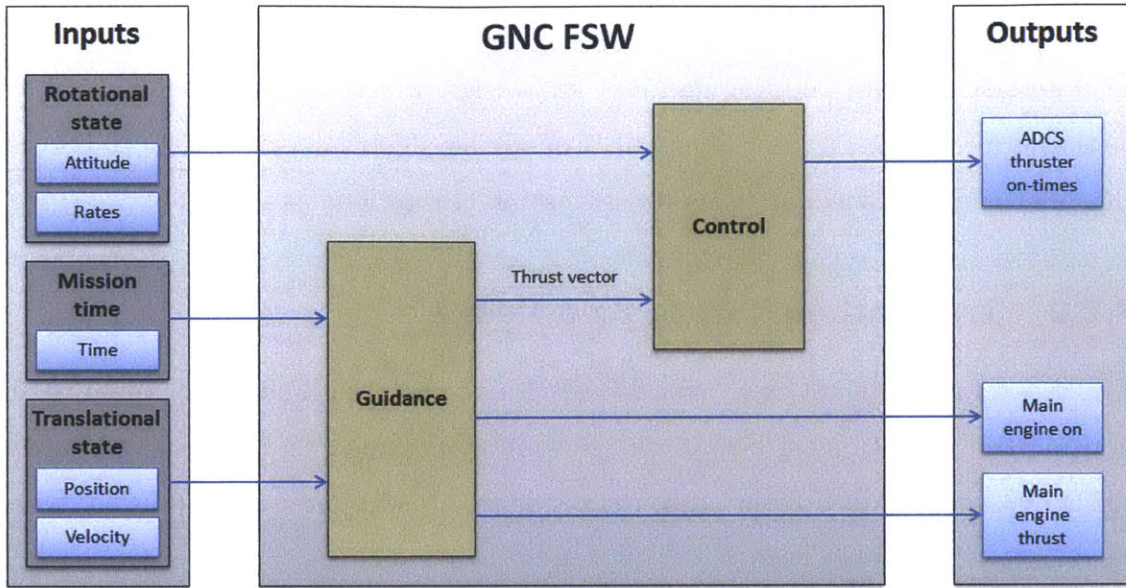 Inputs
GNC FSW
Outputs
Rotational
state
Attitude
Rates
Mission
time
Time
Translational
state
Position
Velocity
Guidance
Thrust vector
Control
ADCS
thruster
on-times
Main
engine on
Main
engine
thrust